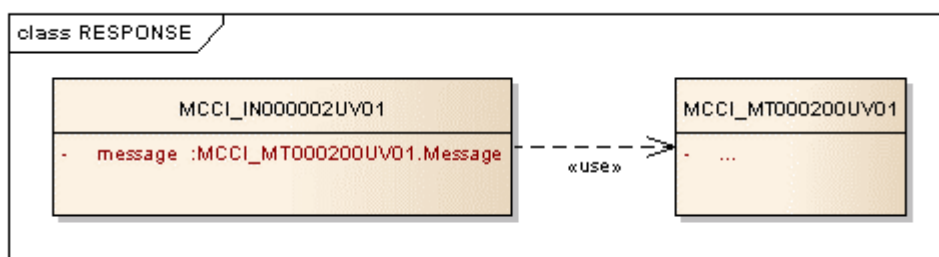 class RESPONSE
MCCI_IN000002UV01
- message :MCCI_MT000200UV01.Message
«use»
MCCI_MT000200UV01
- ...